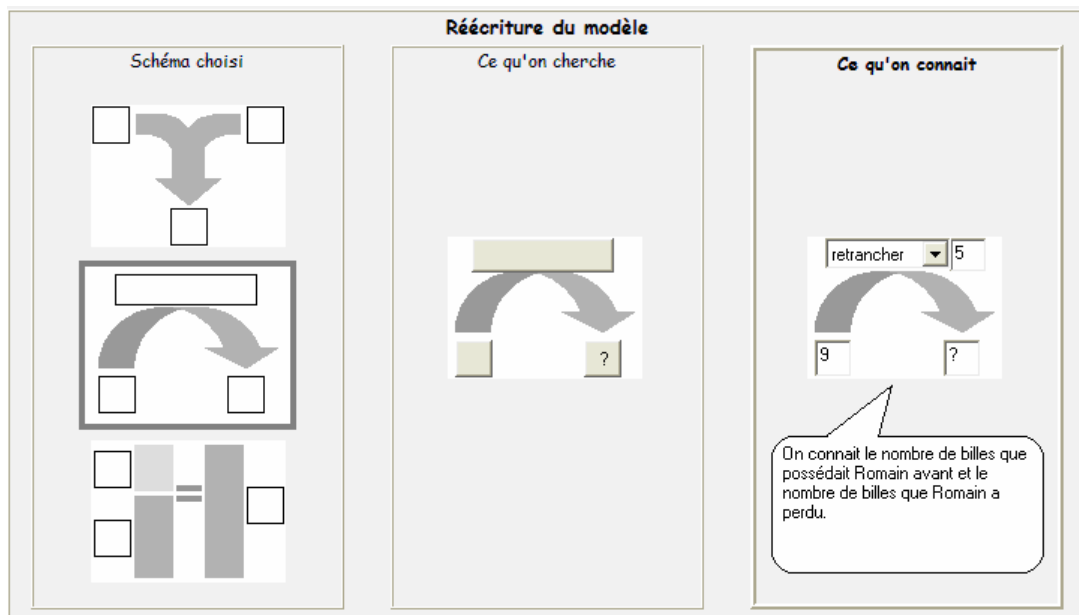 Réécriture du modèle
Schéma choisi
Ce qu'on cherche
?
Ce qu'on connait
retrancher 5
9 ?
On connait le nombre de billes que
possédait Romain avant et le
nombre de billes que Romain a
perdu.